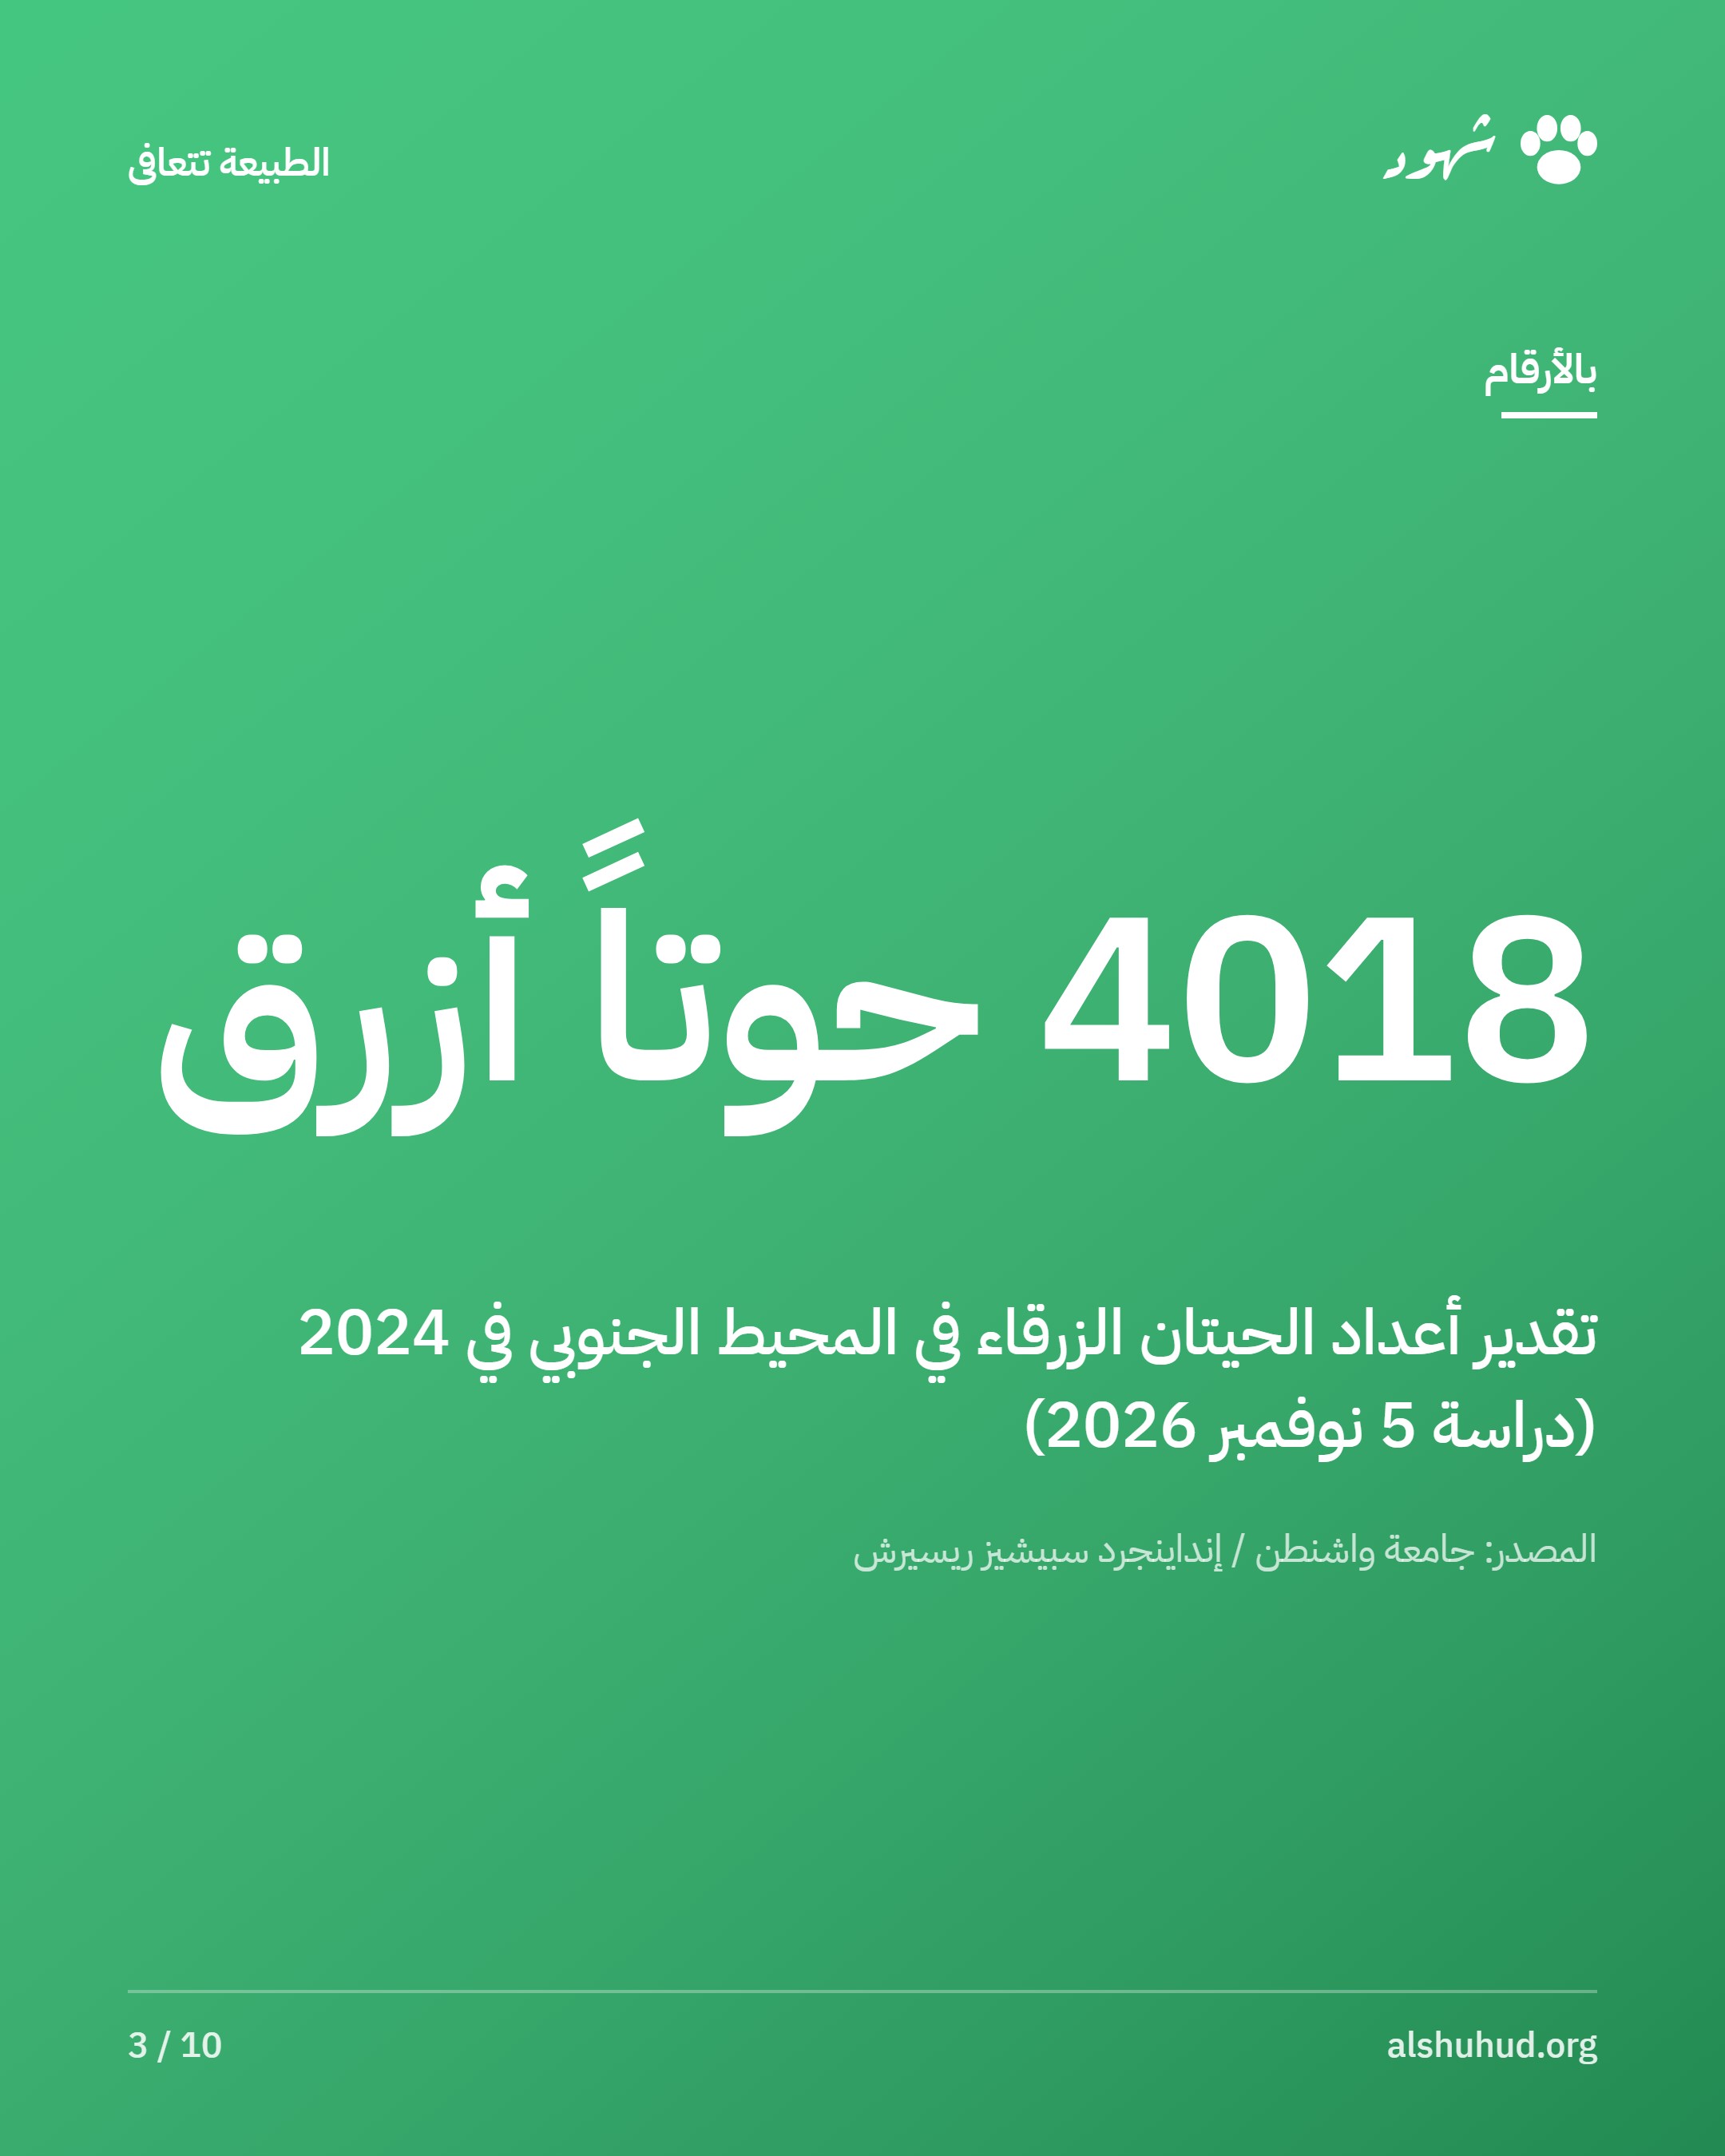 شهود
الطبيعة تتعافى
بالأرقام
4018 حوتاً أزرق
تقدير أعداد الحيتان الزرقاء في المحيط الجنوبي في 2024
(دراسة 5 نوفمبر 2026)
المصدر: جامعة واشنطن / إنداينجرد سبيشيز ريسيرش
alshuhud.org
3 / 10